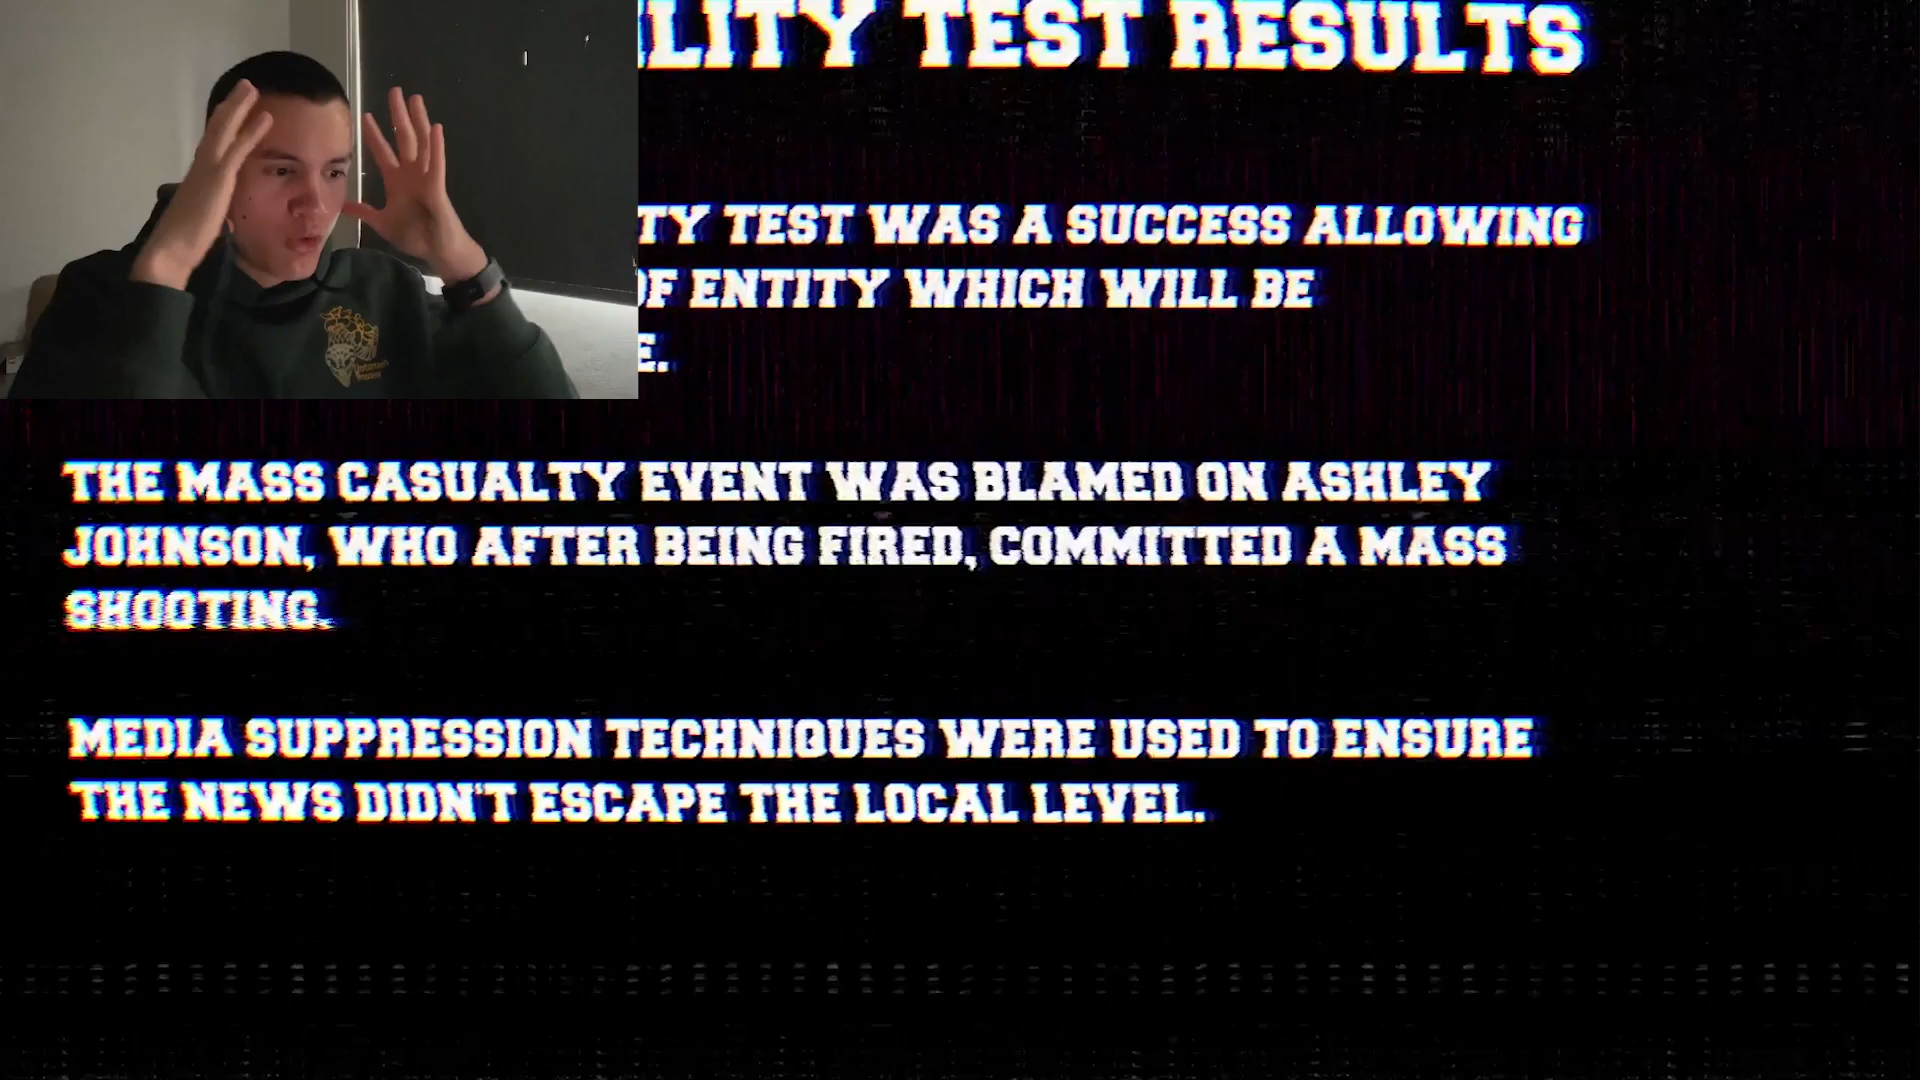 LITY TEST RESULTS
TY TEST WAS A SUCCESS ALLOWING
OF ENTITY WHICH WILL BE
E.
THE MASS CASUALTY EVENT WAS BLAMED ON ASHLEY
JOHNSON, WHO AFTER BEING FIRED, COMMITTED A MASS
SHOOTING.
MEDIA SUPPRESSION TECHNIQUES WERE USED TO ENSURE
THE NEWS DIDN'T ESCAPE THE LOCAL LEVEL.